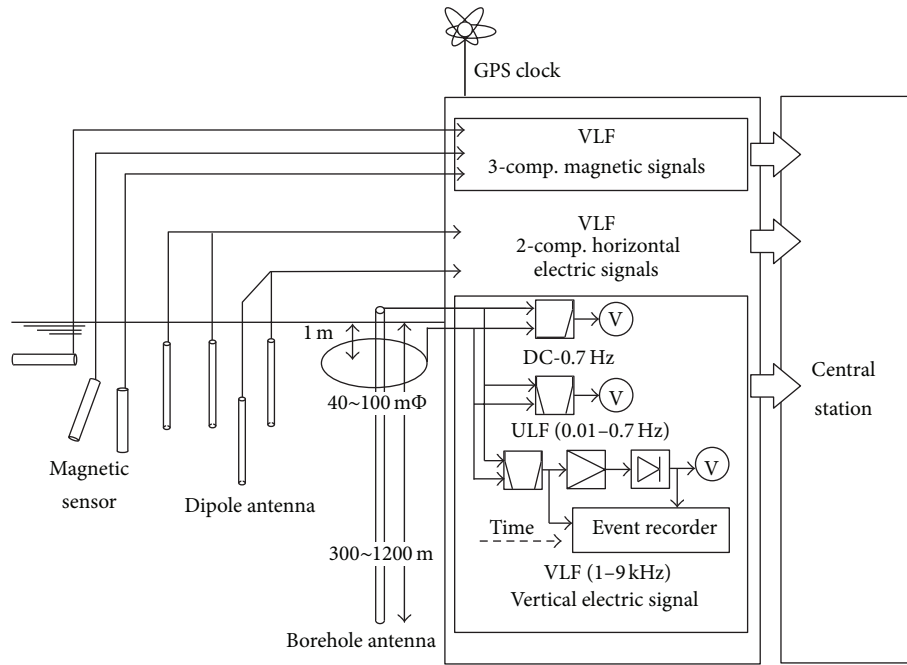 GPS clock
VLF
3-comp. magnetic signals
VLF
2-comp. horizontal
electric signals
1 m
V
DC-0.7 Hz
40~100 mΦ
V
ULF (0.01–0.7 Hz)
Central
station
Magnetic
sensor
Dipole antenna
V
Time
Event recorder
300~1200 m
VLF (1–9 kHz)
Vertical electric signal
Borehole antenna